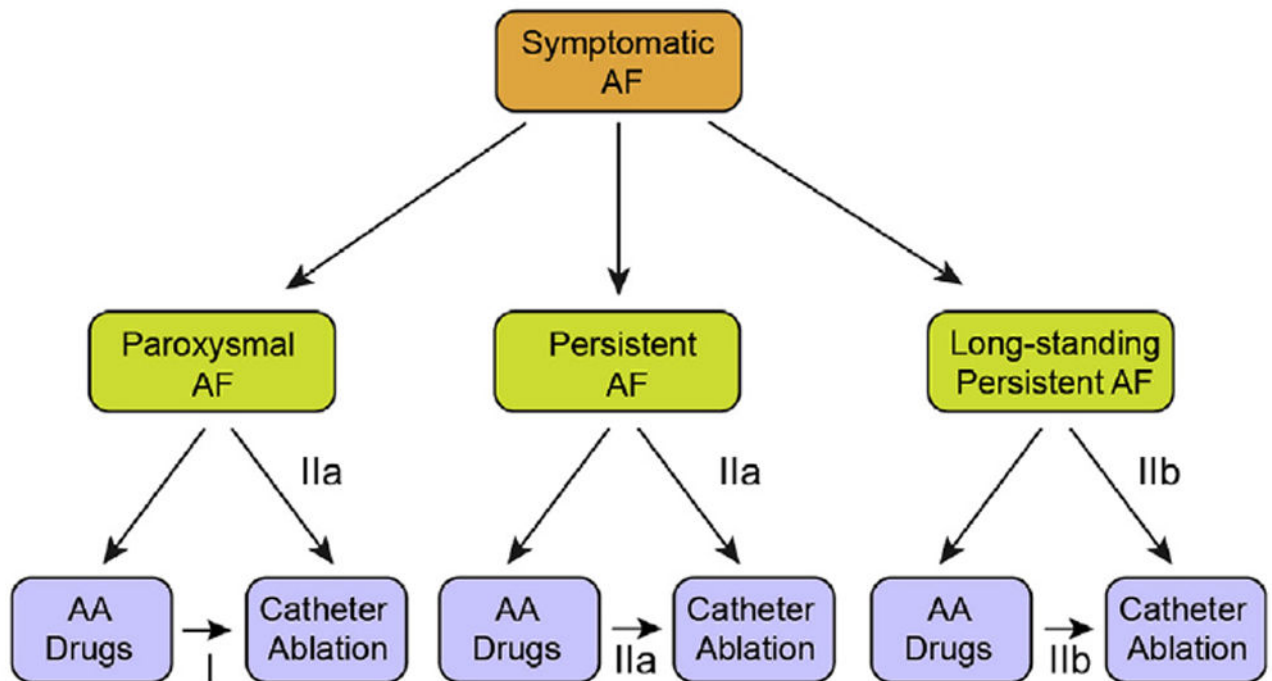 Symptomatic
AF
Paroxysmal
AF
Persistent
AF
Long-standing
Persistent AF
IIa
IIa
IIb
AA
Drugs
Catheter
Ablation
AA
Drugs
Catheter
Ablation
AA
Drugs
Catheter
Ablation
I
IIa
IIb